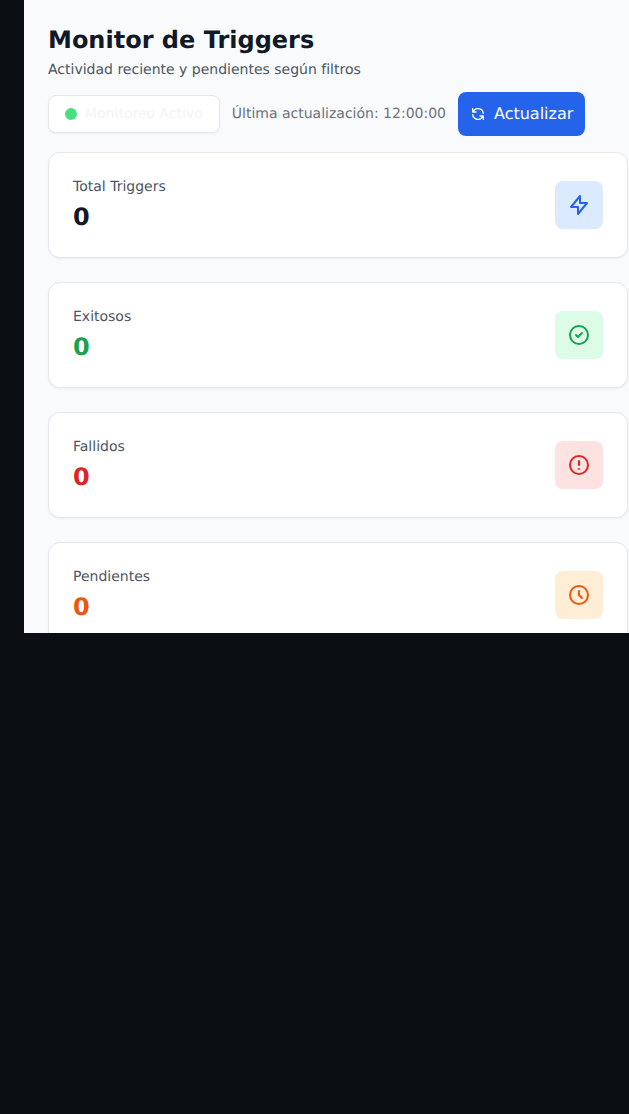 Monitor de Triggers
Actividad reciente y pendientes según filtros
Monitoreo Activo
Última actualización: 12:00:00
Actualizar
Total Triggers
0
Exitosos
0
Fallidos
0
Pendientes
0